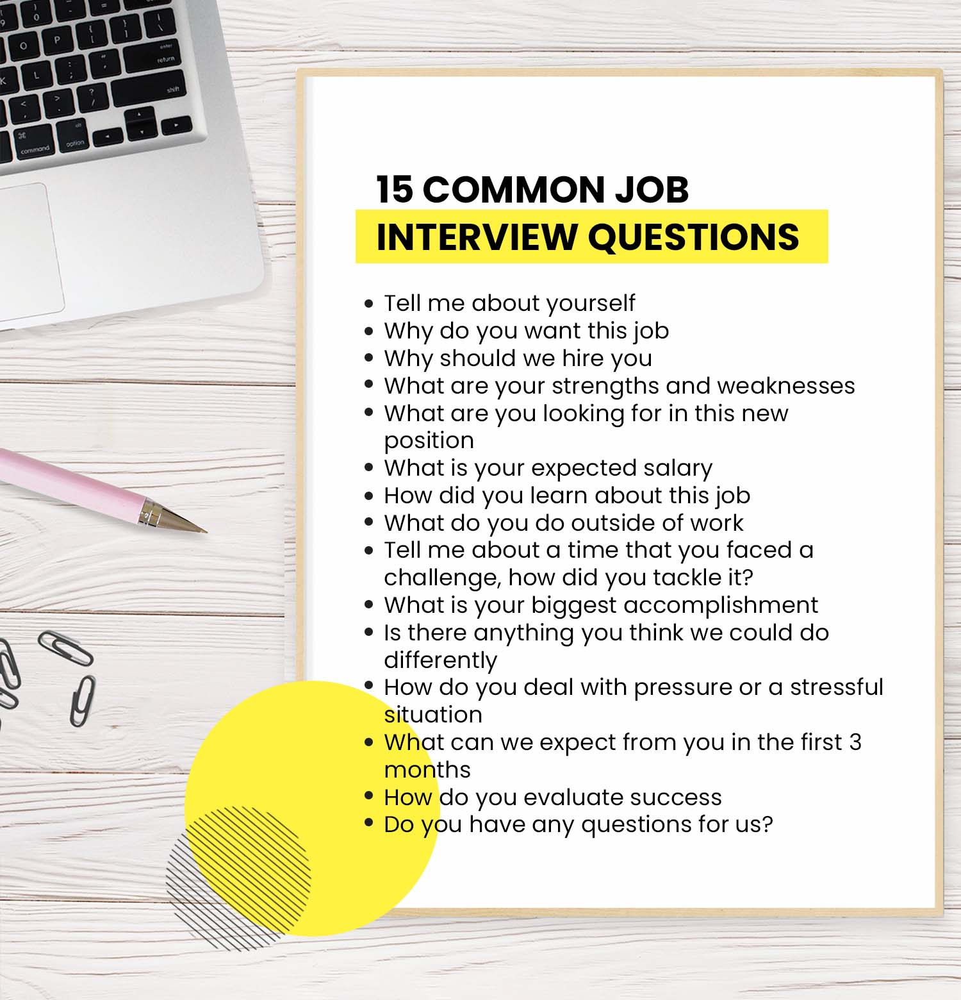 9 0 - _ + =
O P { [ } ] | \
K L : ; " ' enter
return
< , > . ? / shift
⌘ alt
command option
15 COMMON JOB
INTERVIEW QUESTIONS
• Tell me about yourself
• Why do you want this job
• Why should we hire you
• What are your strengths and weaknesses
• What are you looking for in this new
position
• What is your expected salary
• How did you learn about this job
• What do you do outside of work
• Tell me about a time that you faced a
challenge, how did you tackle it?
• What is your biggest accomplishment
• Is there anything you think we could do
differently
• How do you deal with pressure or a stressful
situation
• What can we expect from you in the first 3
months
• How do you evaluate success
• Do you have any questions for us?